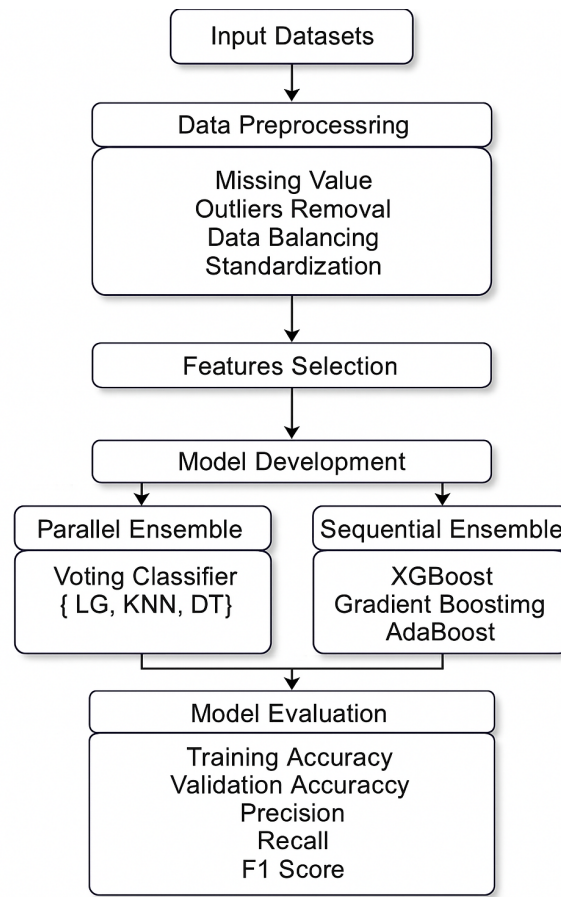 Input Datasets
Data Preprocessring
Missing Value
Outliers Removal
Data Balancing
Standardization
Features Selection
Model Development
Parallel Ensemble
Voting Classifier
{ LG, KNN, DT}
Sequential Ensemble
XGBoost
Gradient Boostimg
AdaBoost
Model Evaluation
Training Accuracy
Validation Accuraccy
Precision
Recall
F1 Score